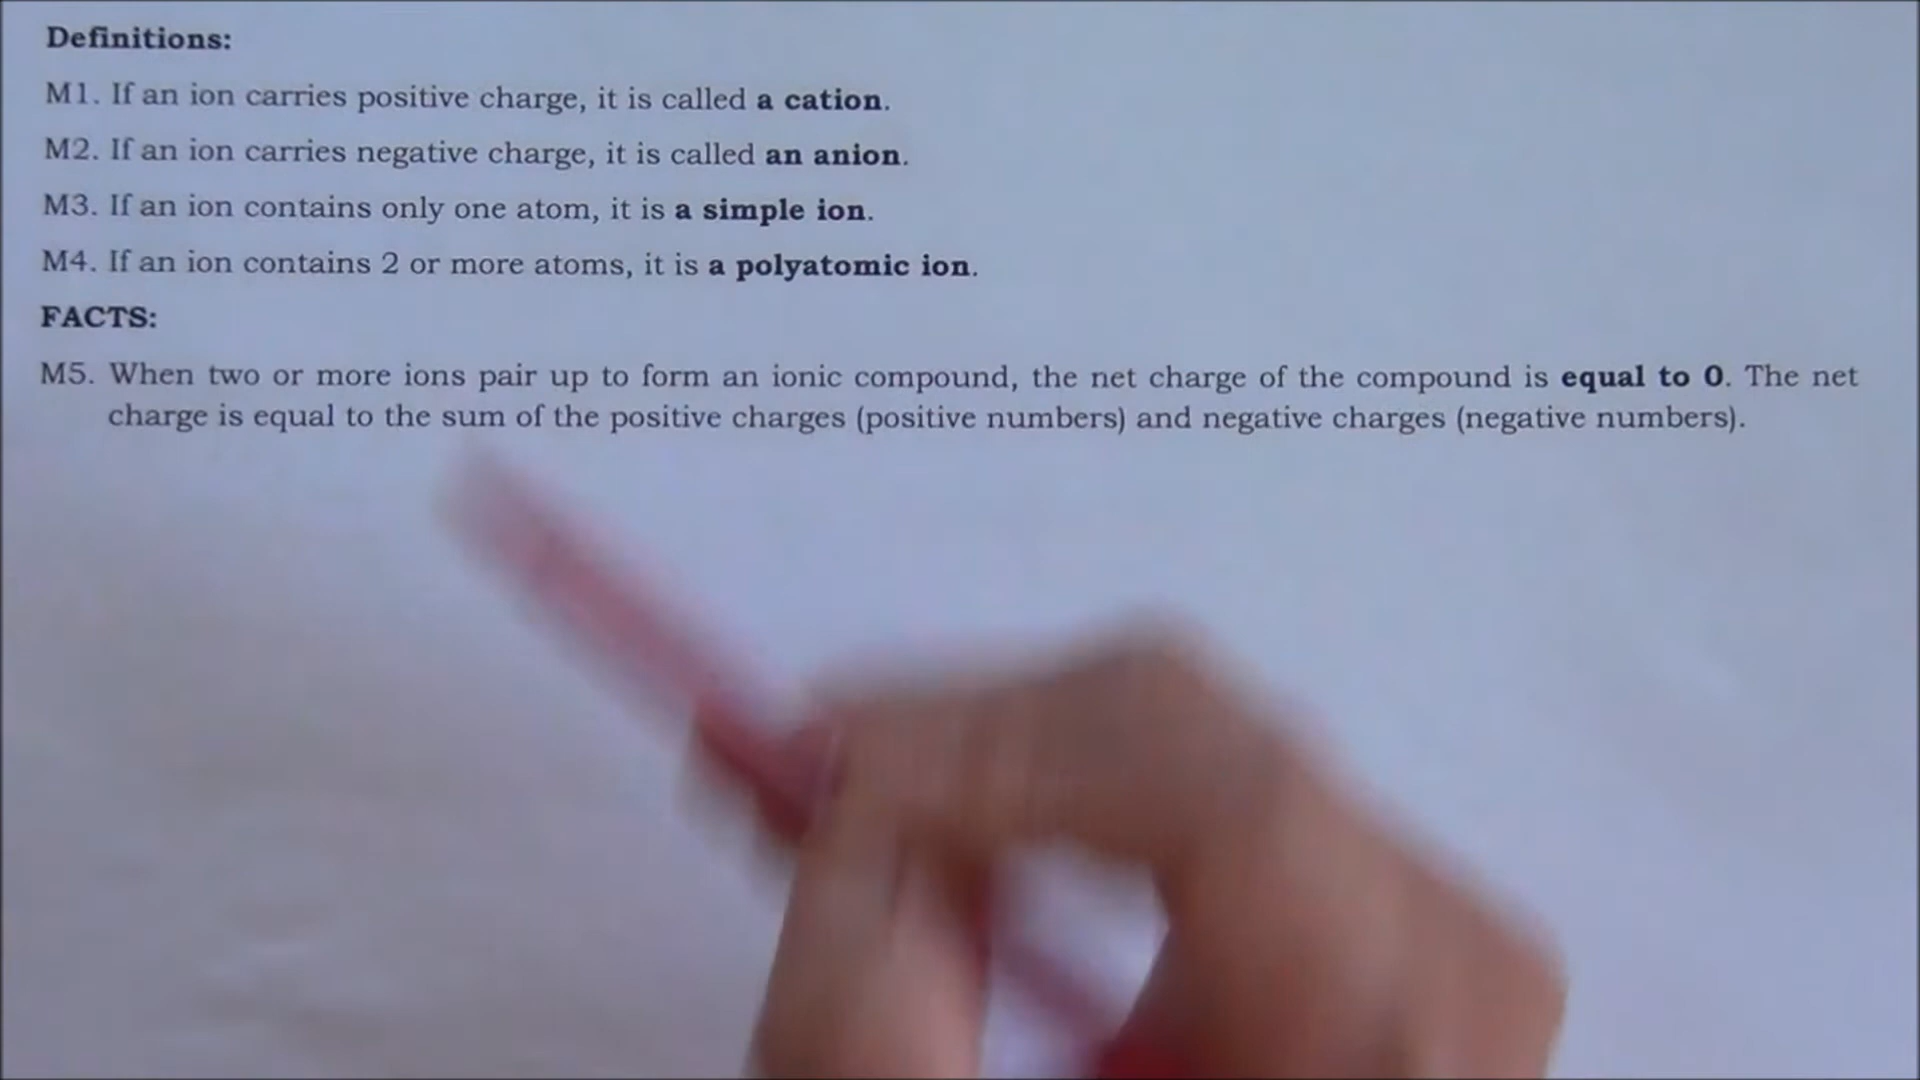 Definitions:
M1. If an ion carries positive charge, it is called a cation.
M2. If an ion carries negative charge, it is called an anion.
M3. If an ion contains only one atom, it is a simple ion.
M4. If an ion contains 2 or more atoms, it is a polyatomic ion.
FACTS:
M5. When two or more ions pair up to form an ionic compound, the net charge of the compound is equal to 0. The net
charge is equal to the sum of the positive charges (positive numbers) and negative charges (negative numbers).